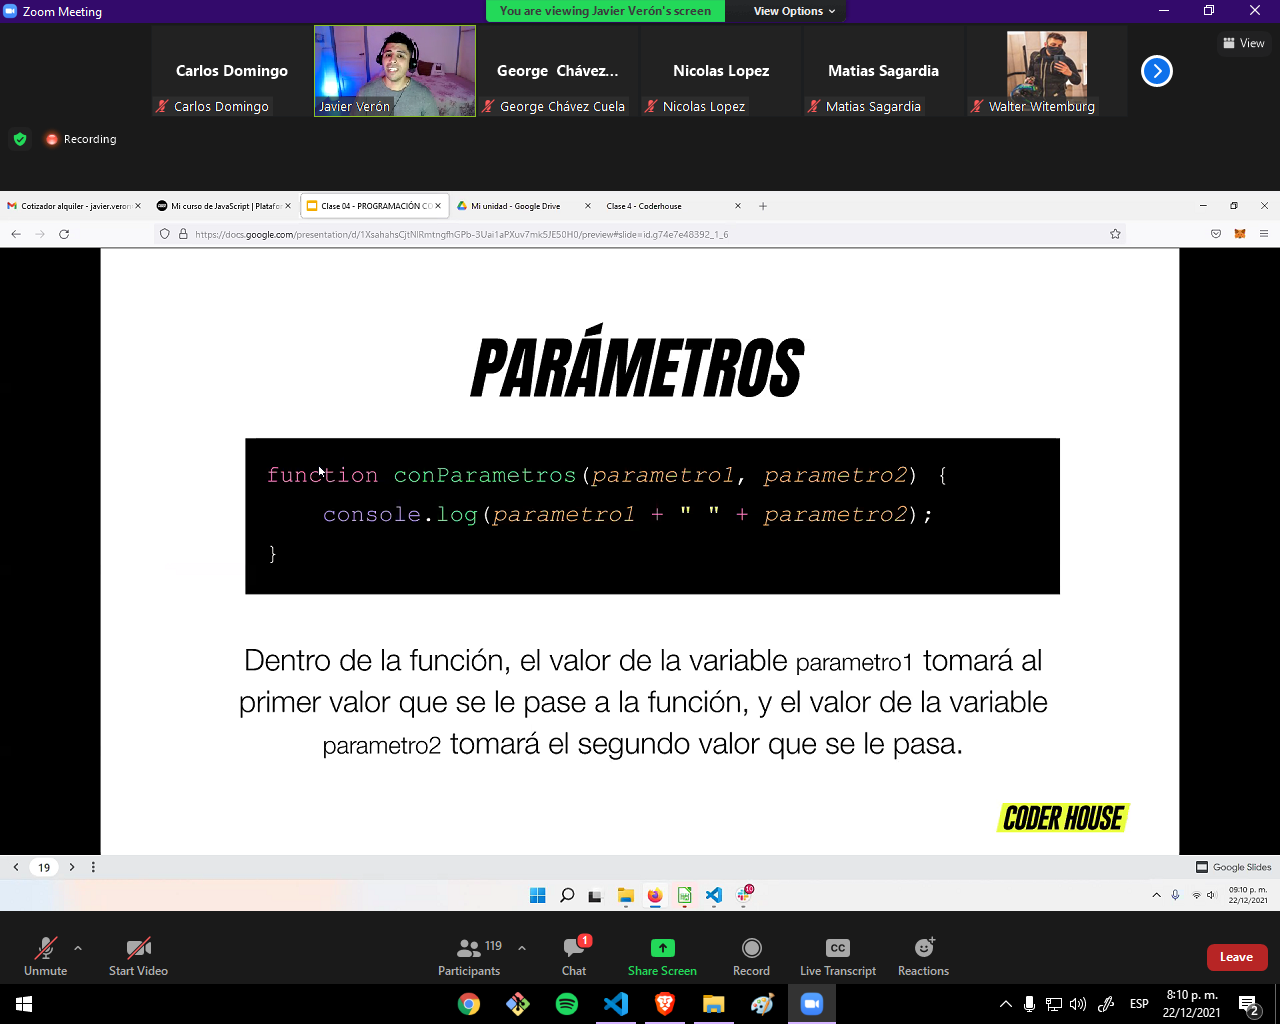 Zoom Meeting
You are viewing Javier Verón's screen
View Options
Carlos Domingo
George Chávez...
Nicolas Lopez
Matias Sagardia
View
Carlos Domingo
Javier Verón
George Chávez Cuela
Nicolas Lopez
Matias Sagardia
Walter Witemburg
Recording
Cotizador alquiler - javier.veron
Mi curso de JavaScript | Platafor
Clase 04 - PROGRAMACIÓN CO
Mi unidad - Google Drive
Clase 4 - Coderhouse
https://docs.google.com/presentation/d/1XsahahsCjtNlRmtngfhGPb-3Uai1aPXuv7mk5JES0H0/preview#slide=id.g74e7e48392_1_6
PARÁMETROS
function conParametros(parametro1, parametro2) {
console.log(parametro1 + " " + parametro2);
}
Dentro de la función, el valor de la variable parametro1 tomará al
primer valor que se le pase a la función, y el valor de la variable
parametro2 tomará el segundo valor que se le pasa.
CODER HOUSE
19
Google Slides
10
09:10 p. m.
22/12/2021
Unmute
Start Video
Participants
119
Chat
1
Share Screen
Record
CC
Live Transcript
Reactions
Leave
ESP
8:10 p. m.
22/12/2021
2